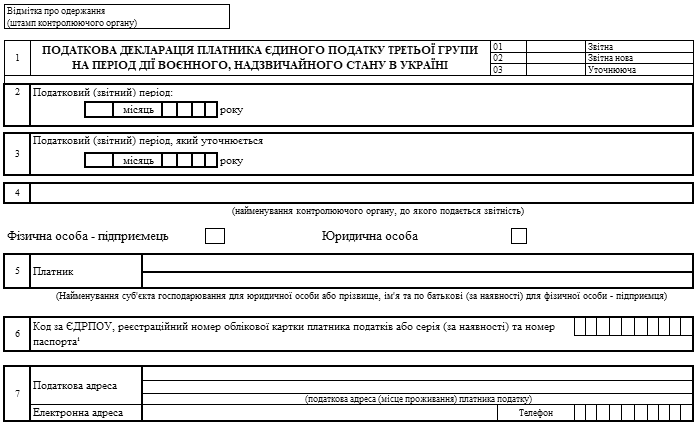 Відмітка про одержання
(штамп контролюючого органу)
1
ПОДАТКОВА ДЕКЛАРАЦІЯ ПЛАТНИКА ЄДИНОГО ПОДАТКУ ТРЕТЬОЇ ГРУПИ
НА ПЕРІОД ДІЇ ВОЄННОГО, НАДЗВИЧАЙНОГО СТАНУ В УКРАЇНІ
01 Звітна
02 Звітна нова
03 Уточнююча
2 Податковий (звітний) період:
місяць року
3 Податковий (звітний) період, який уточнюється
місяць року
4
(найменування контролюючого органу, до якого подається звітність)
Фізична особа - підприємець Юридична особа
5 Платник
(Найменування суб'єкта господарювання для юридичної особи або прізвище, ім'я та по батькові (за наявності) для фізичної особи - підприємця)
6 Код за ЄДРПОУ, реєстраційний номер облікової картки платника податків або серія (за наявності) та номер
паспорта¹
7 Податкова адреса
(податкова адреса (місце проживання) платника податку)
Електронна адреса Телефон